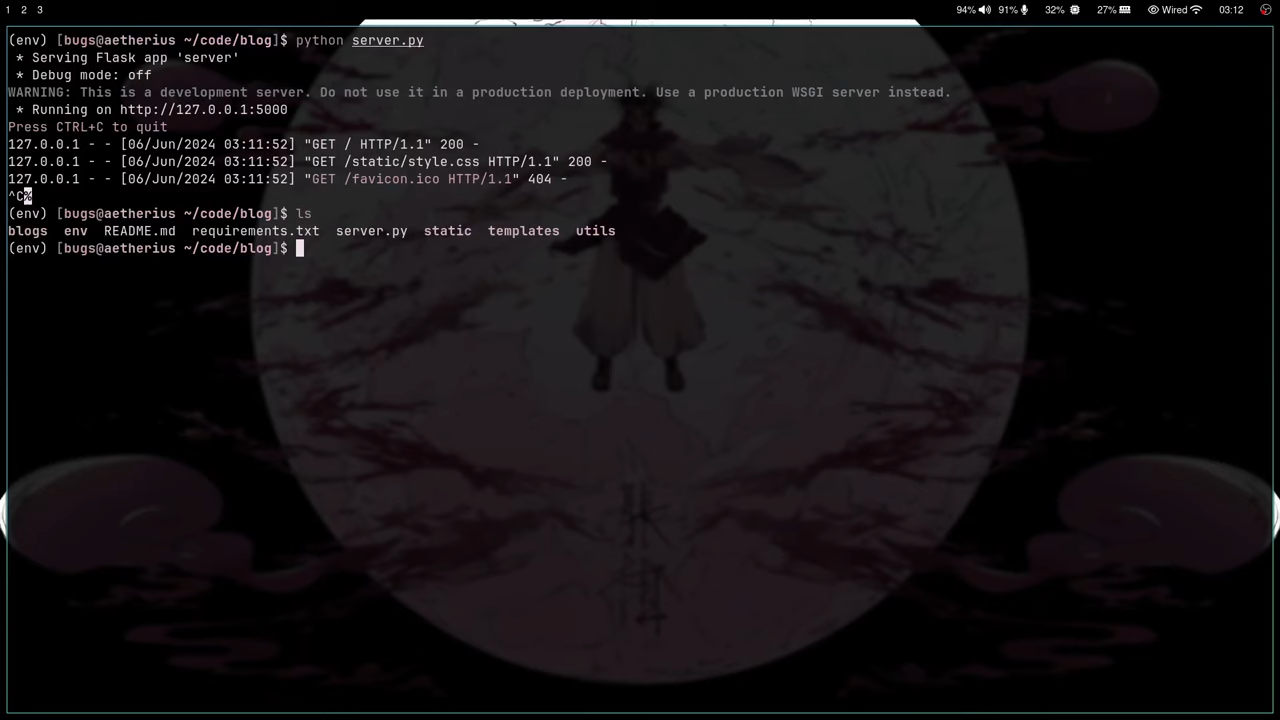 1 2 3 94% 91% 32% 27% Wired 03:12
(env) [bugs@aetherius ~/code/blog]$ python server.py
 * Serving Flask app 'server'
 * Debug mode: off
WARNING: This is a development server. Do not use it in a production deployment. Use a production WSGI server instead.
 * Running on http://127.0.0.1:5000
Press CTRL+C to quit
127.0.0.1 - - [06/Jun/2024 03:11:52] "GET / HTTP/1.1" 200 -
127.0.0.1 - - [06/Jun/2024 03:11:52] "GET /static/style.css HTTP/1.1" 200 -
127.0.0.1 - - [06/Jun/2024 03:11:52] "GET /favicon.ico HTTP/1.1" 404 -
^C%
(env) [bugs@aetherius ~/code/blog]$ ls
blogs env README.md requirements.txt server.py static templates utils
(env) [bugs@aetherius ~/code/blog]$